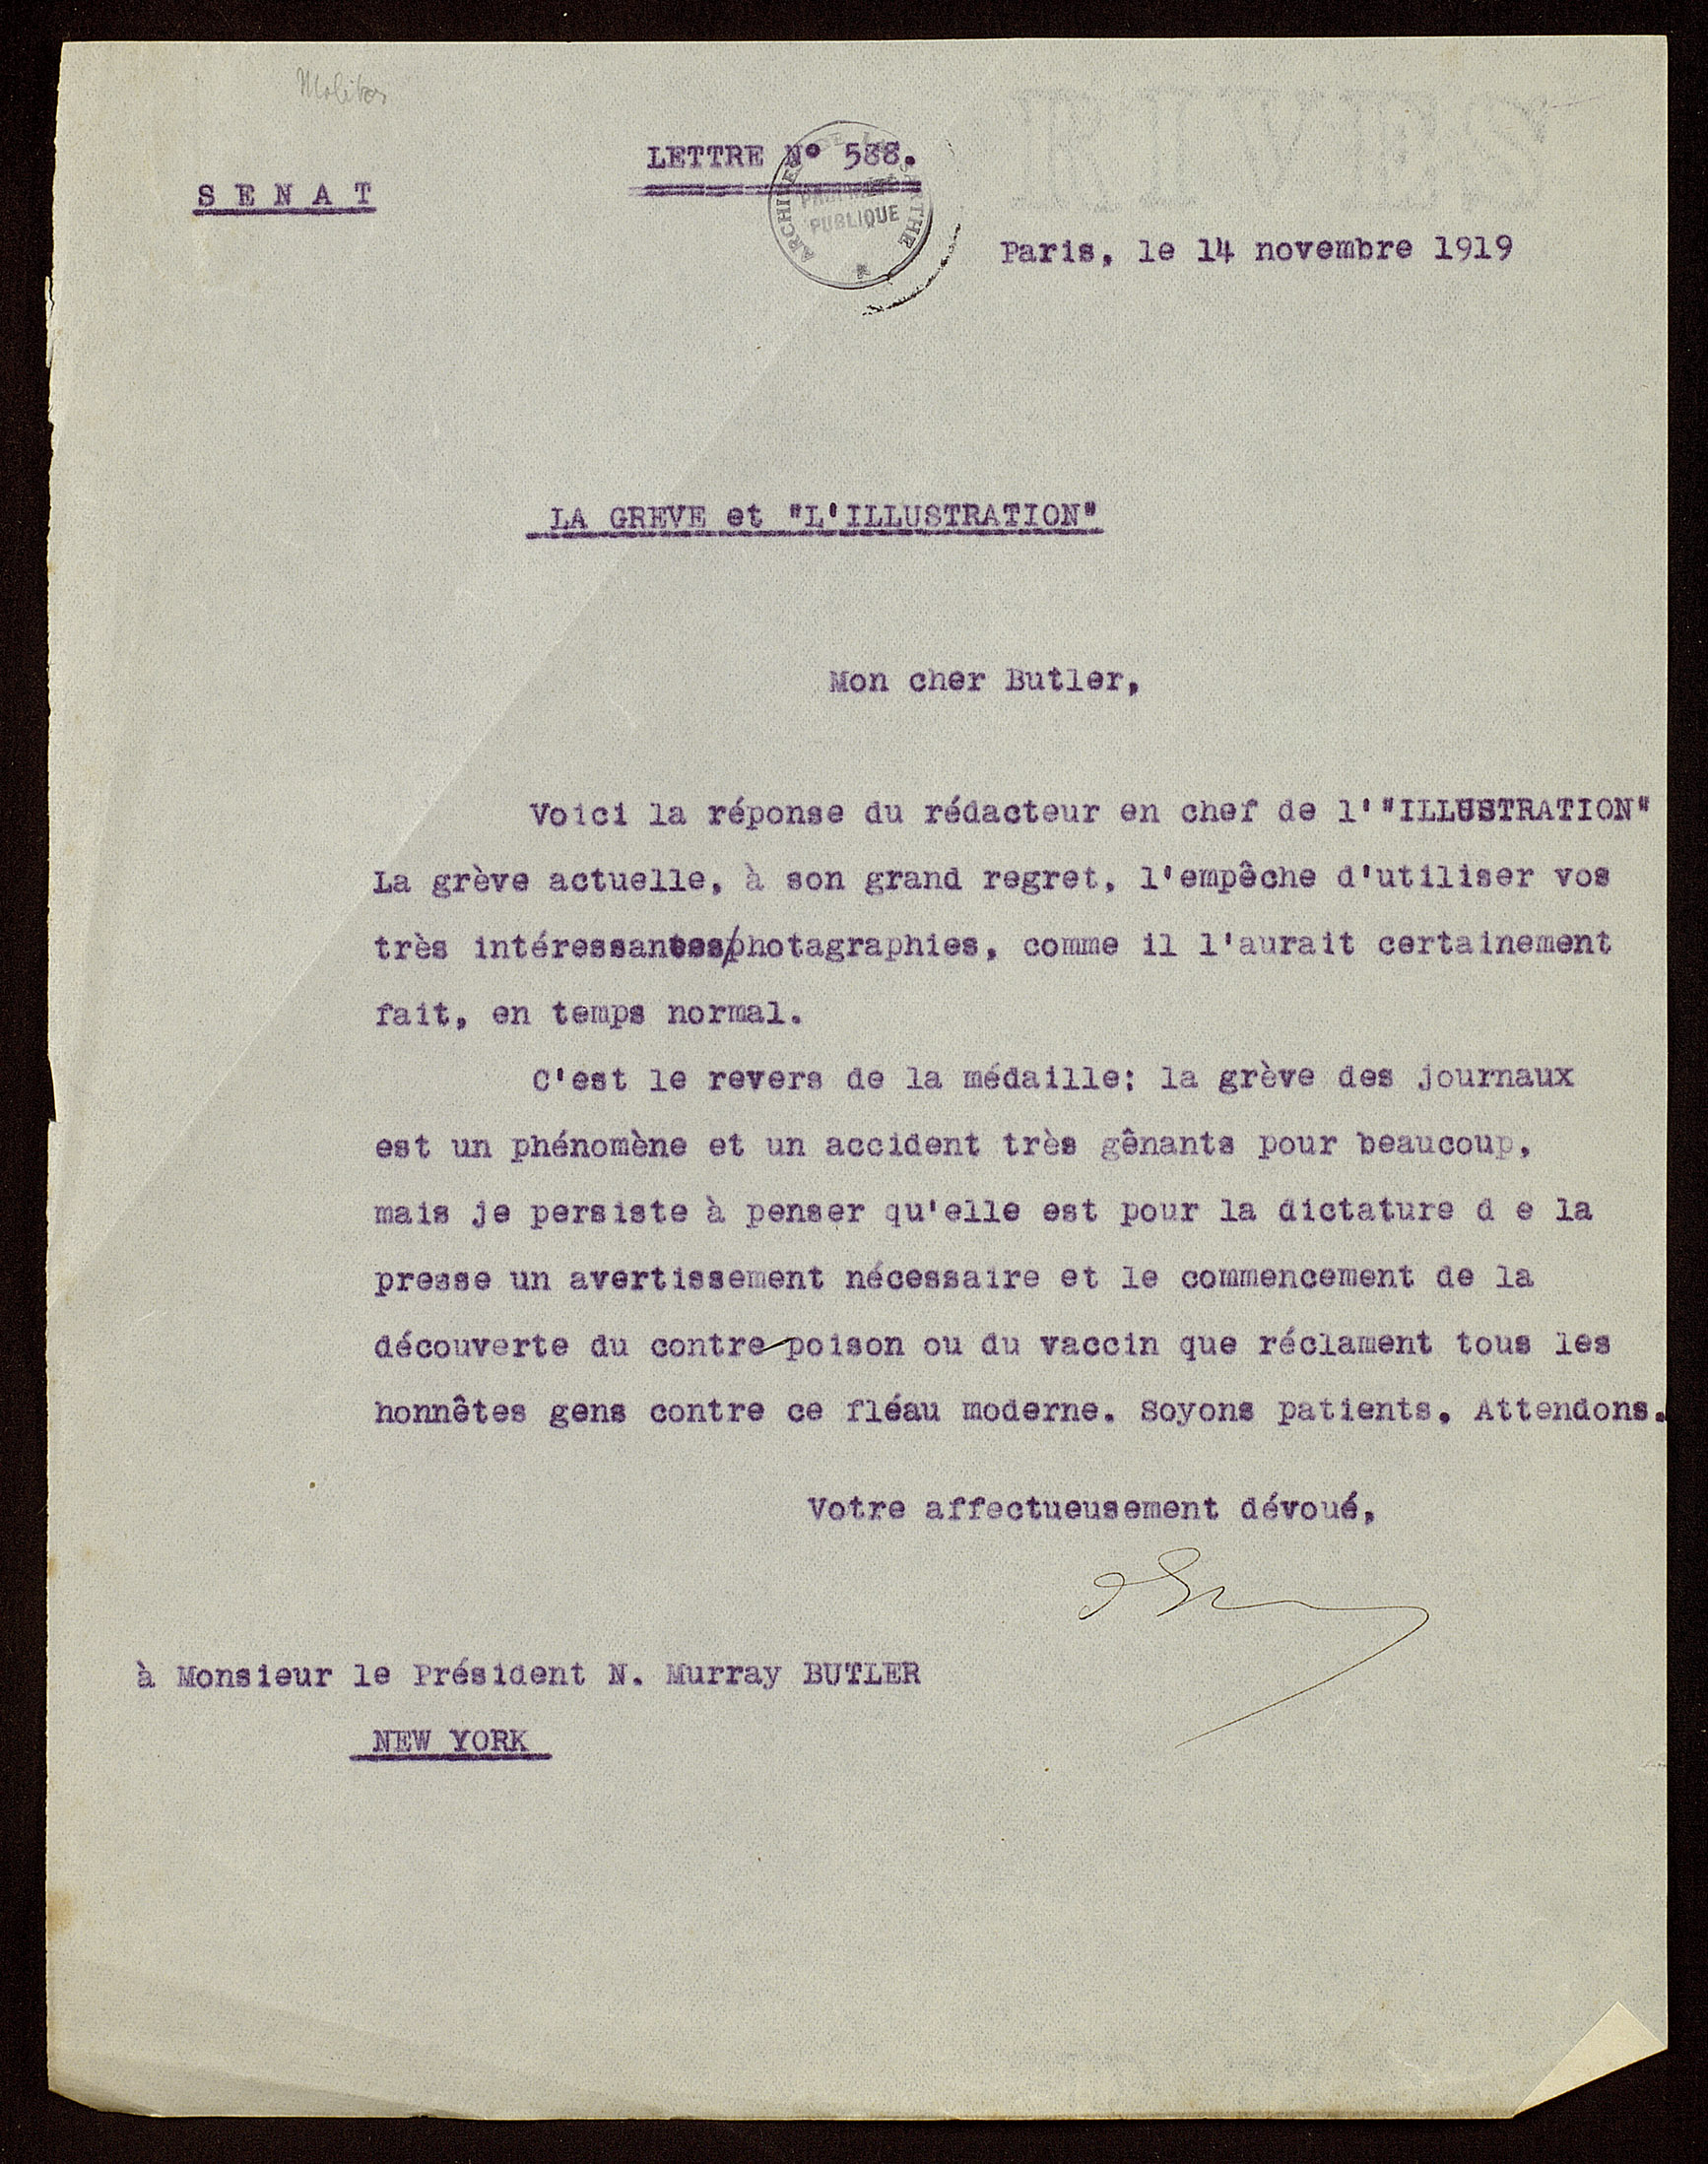 LETTRE N° 588.
S E N A T
ARCHIVES DE LA SARTHE
PROPRIÉTÉ
PUBLIQUE
Paris, le 14 novembre 1919
LA GREVE et "L'ILLUSTRATION"
Mon cher Butler,
Voici la réponse du rédacteur en chef de l'"ILLUSTRATION"
La grève actuelle, à son grand regret, l'empêche d'utiliser vos
très intéressantes/photagraphies, comme il l'aurait certainement
fait, en temps normal.
C'est le revers de la médaille: la grève des journaux
est un phénomène et un accident très gênants pour beaucoup,
mais je persiste à penser qu'elle est pour la dictature d e la
presse un avertissement nécessaire et le commencement de la
découverte du contre-poison ou du vaccin que réclament tous les
honnêtes gens contre ce fléau moderne. Soyons patients. Attendons.
Votre affectueusement dévoué,
à Monsieur le Président N. Murray BUTLER
NEW YORK